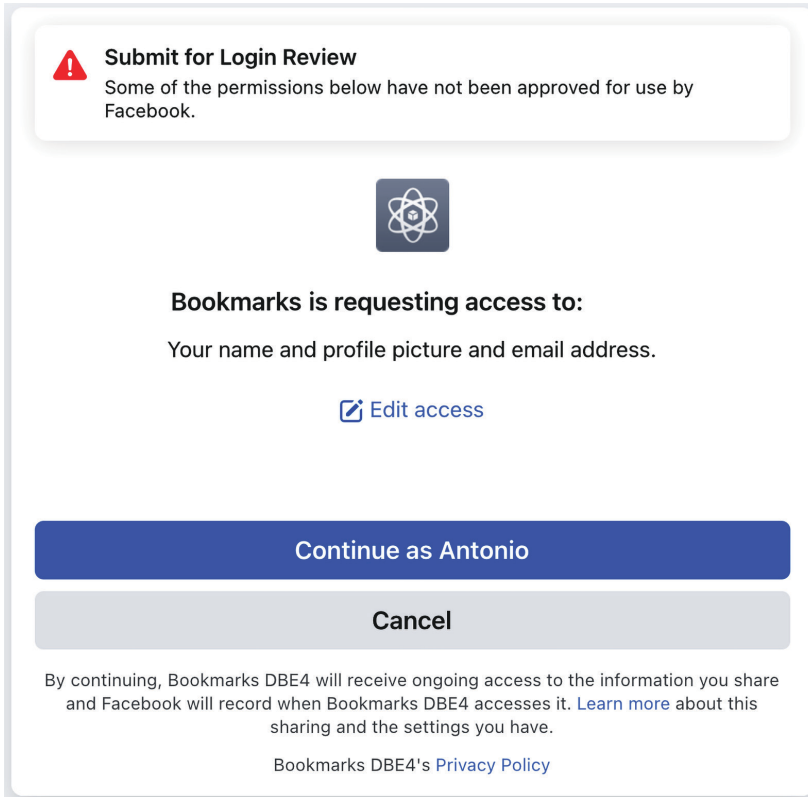 Submit for Login Review
Some of the permissions below have not been approved for use by
Facebook.
Bookmarks is requesting access to:
Your name and profile picture and email address.
Edit access
Continue as Antonio
Cancel
By continuing, Bookmarks DBE4 will receive ongoing access to the information you share
and Facebook will record when Bookmarks DBE4 accesses it. Learn more about this
sharing and the settings you have.
Bookmarks DBE4's Privacy Policy